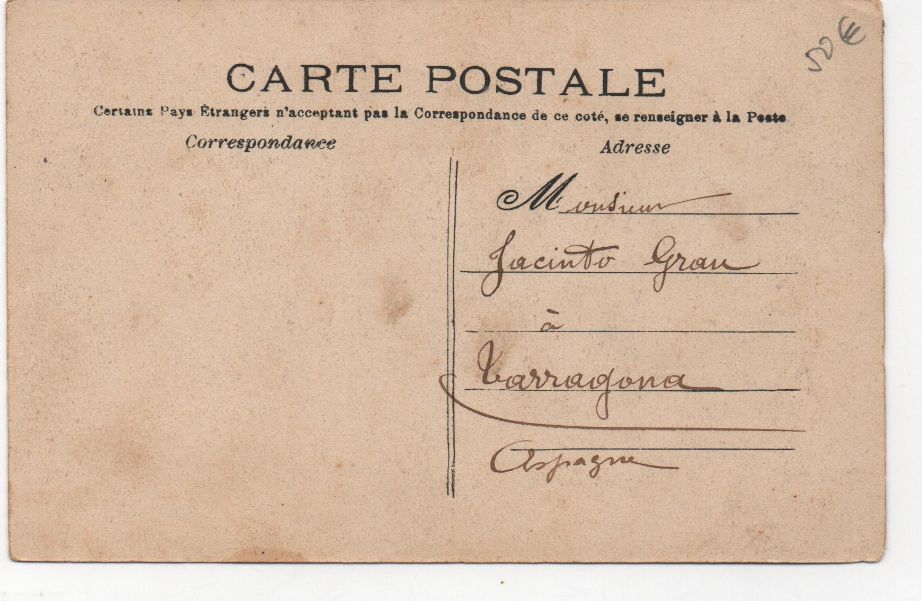 50€
CARTE POSTALE
Certains Pays Étrangers n'acceptant pas la Correspondance de ce coté, se renseigner à la Poste
Correspondance
Adresse
Monsieur
Jacinto Grau
à
Tarragona
Espagne